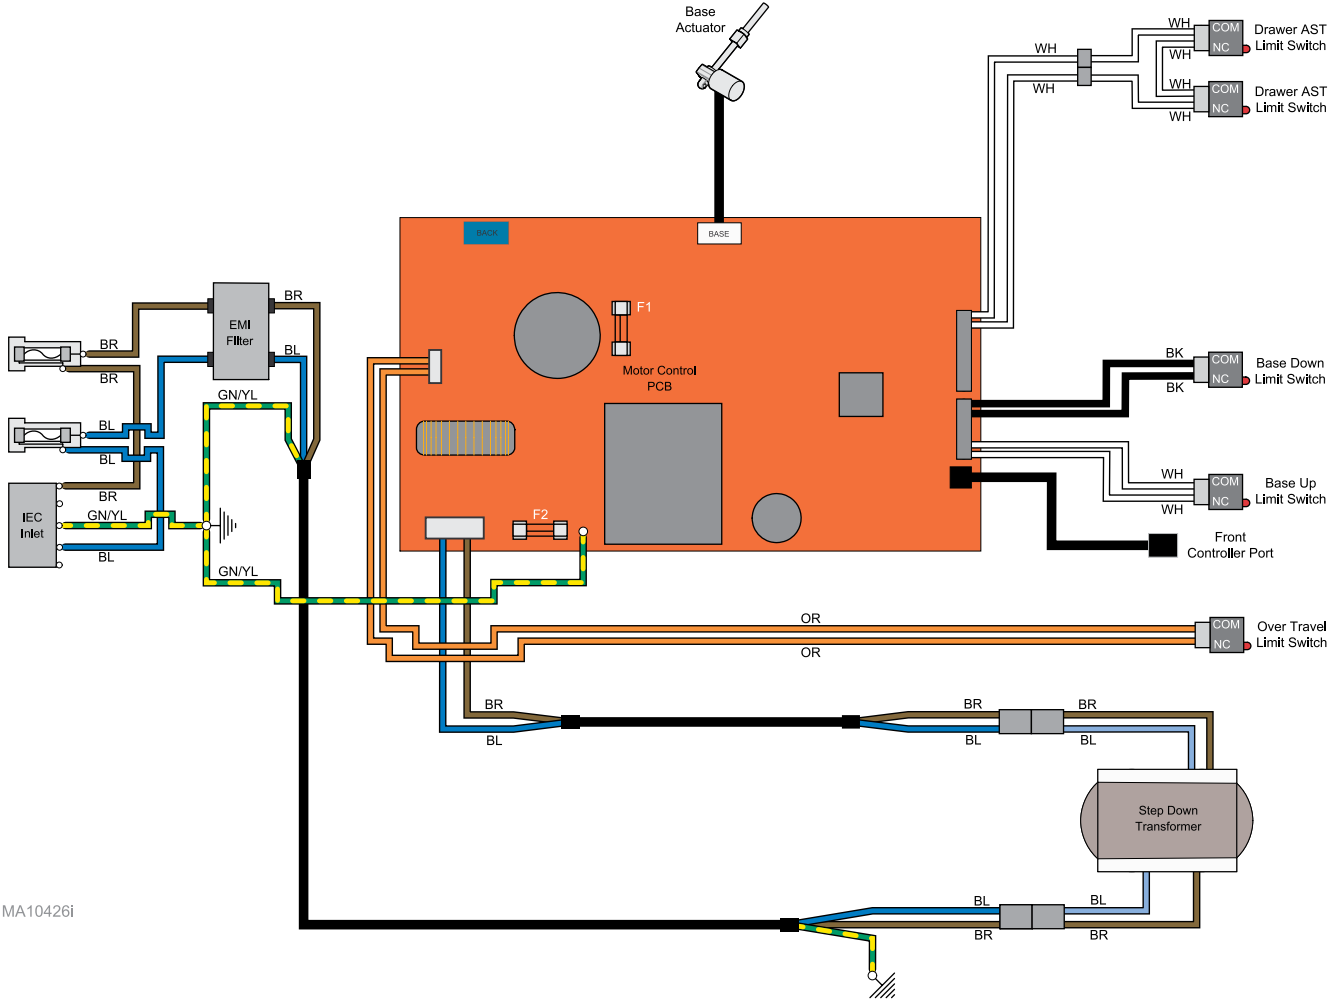 Base
Actuator
WH
COM
NC
Drawer AST
Limit Switch
WH
WH
WH
WH
COM
NC
Drawer AST
Limit Switch
WH
BACK
BASE
EMI
Filter
BR
BL
BR
BR
F1
Motor Control
PCB
BK
COM
NC
Base Down
Limit Switch
BK
GN/YL
BL
BL
WH
COM
NC
Base Up
Limit Switch
WH
IEC
Inlet
BR
GN/YL
BL
F2
Front
Controller Port
GN/YL
OR
COM
NC
Over Travel
Limit Switch
OR
BR
BL
BR
BL
BR
BL
Step Down
Transformer
BL
BR
BL
BR
MA10426i